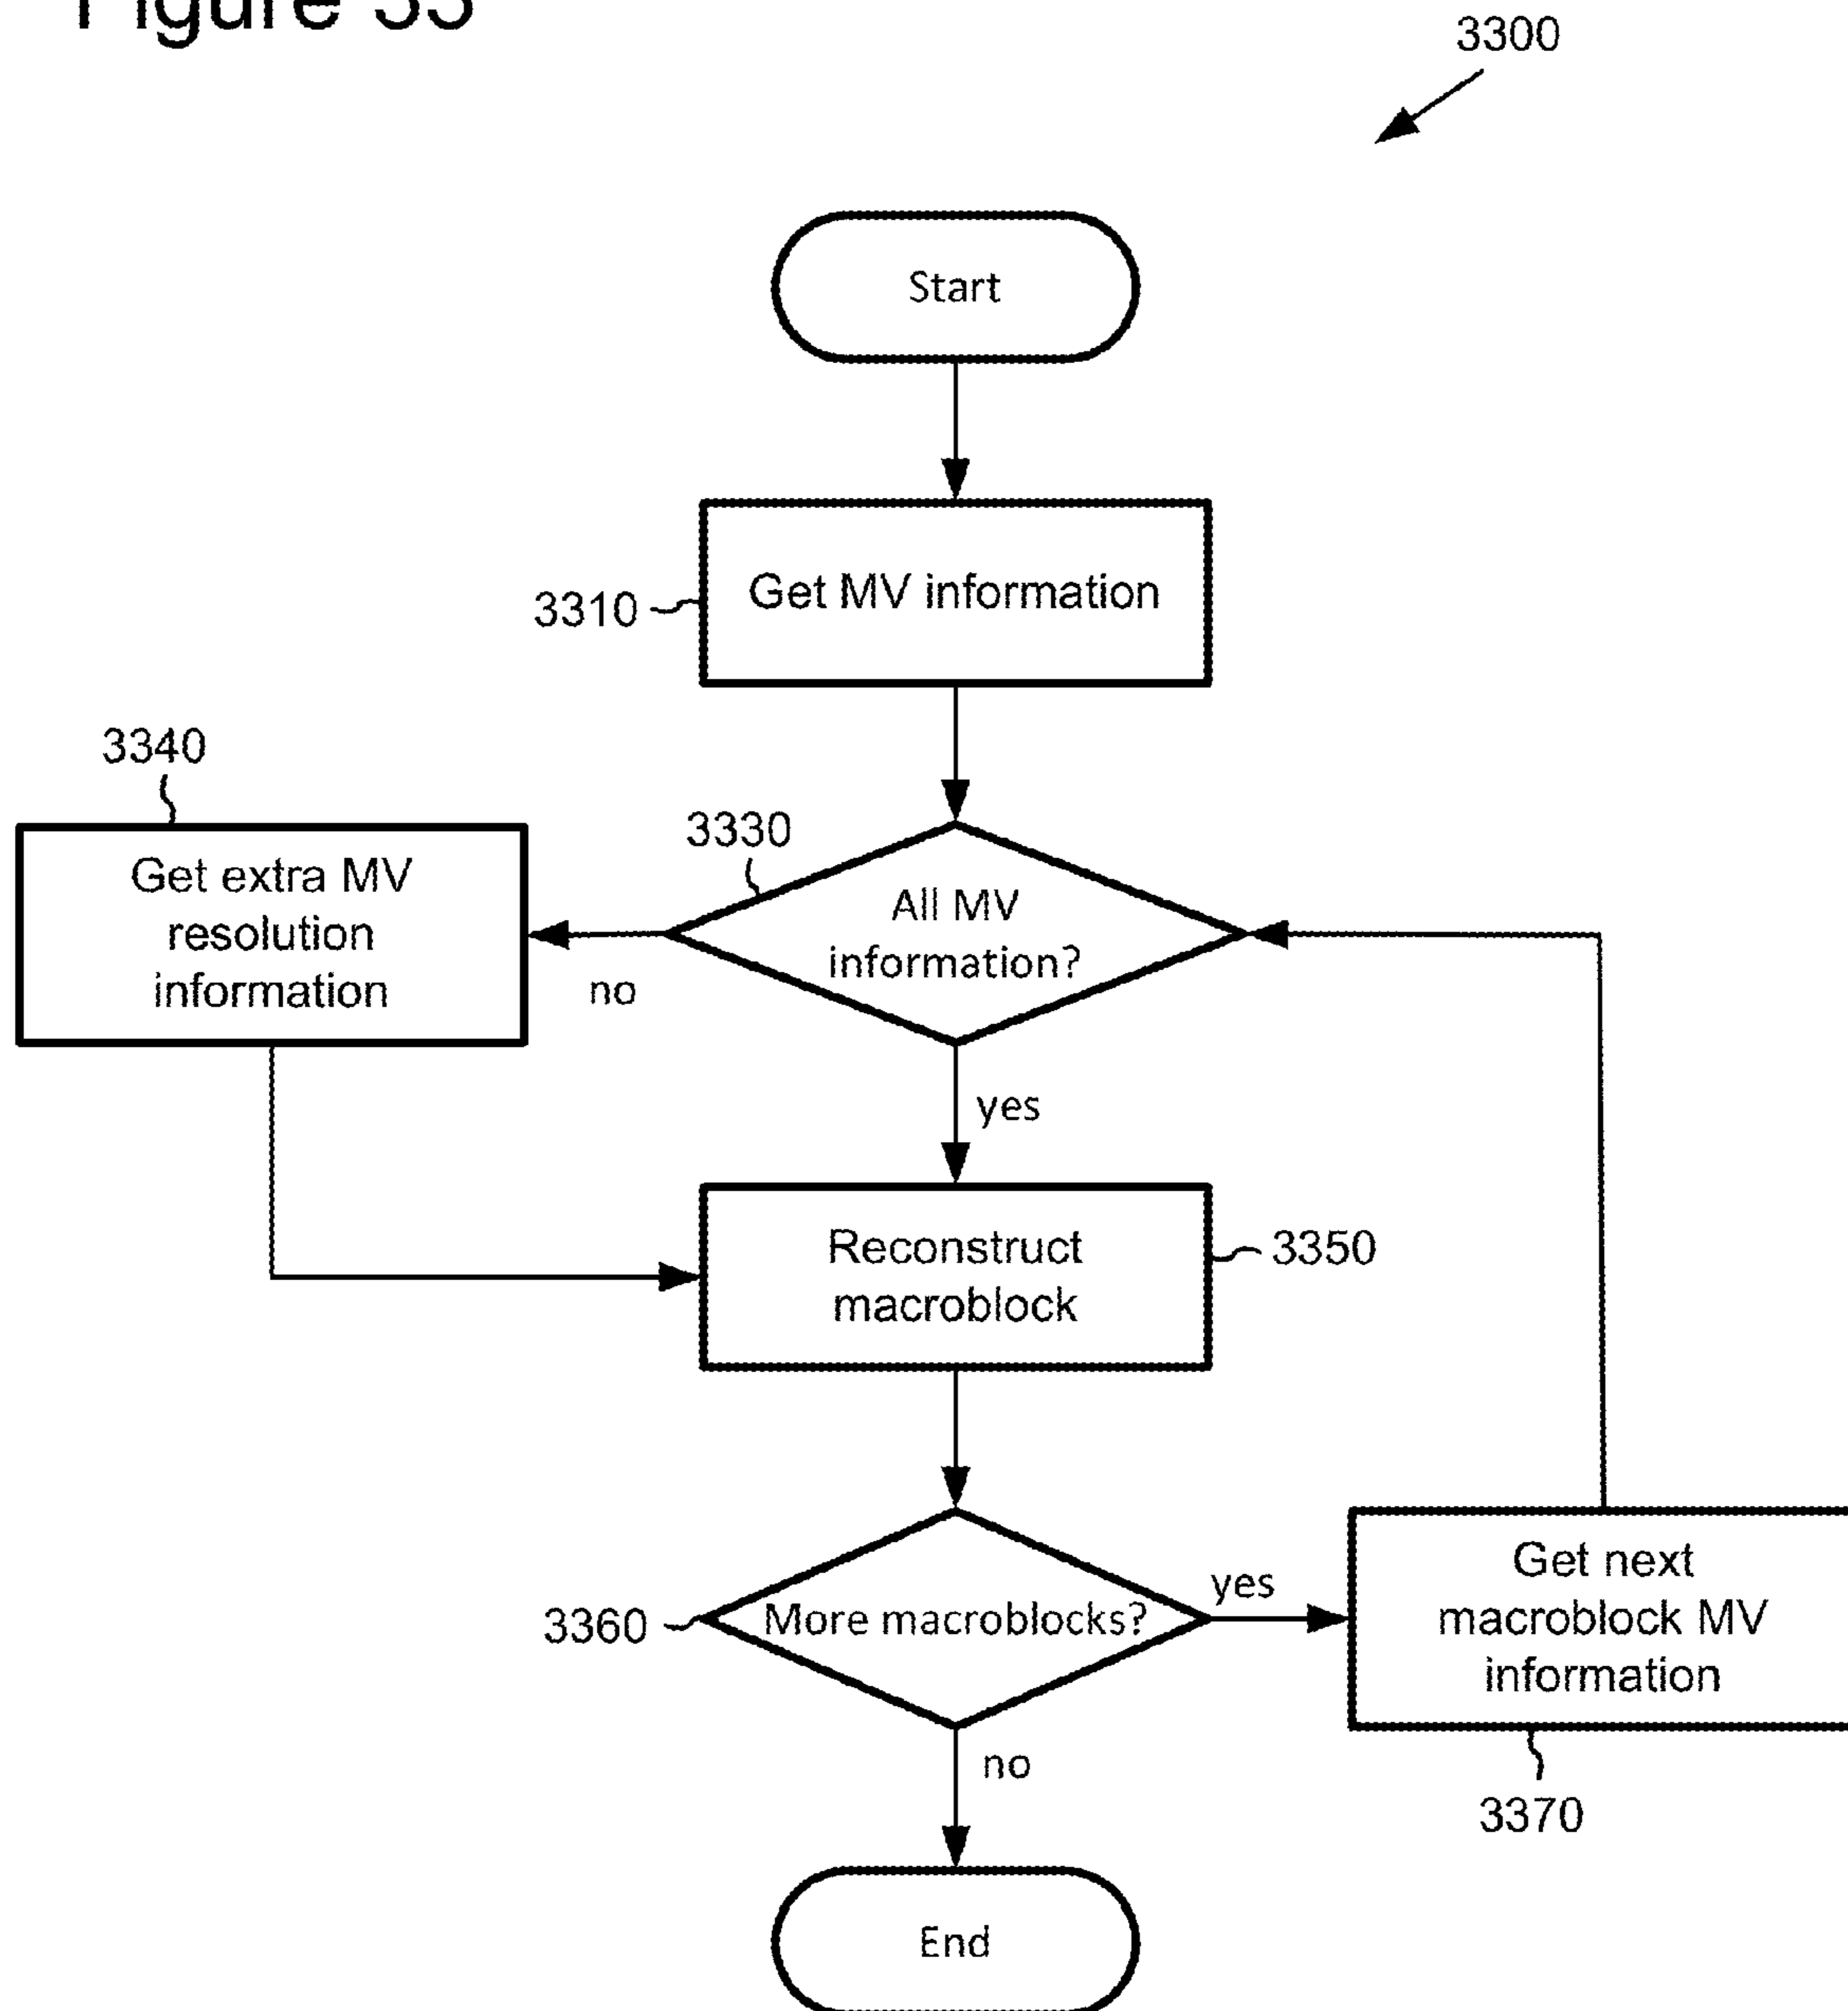 Figure 33
3300
Start
Get MV information
3310
3340
3330
Get extra MV
resolution
information
All MV
information?
no
yes
Reconstruct
macroblock
3350
More macroblocks?
3360
yes
Get next
macroblock MV
information
no
3370
End